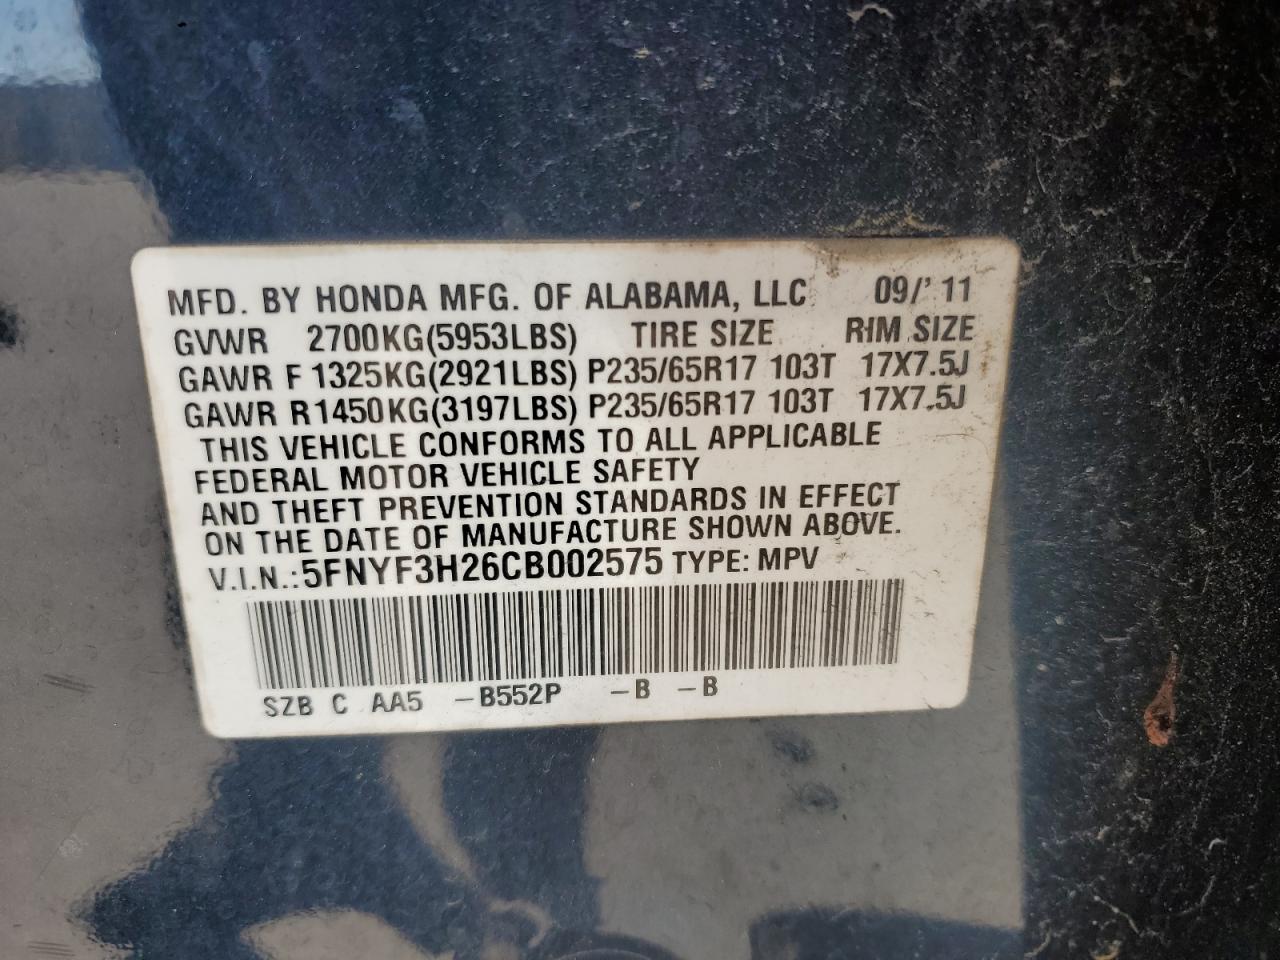 MFD. BY HONDA MFG. OF ALABAMA, LLC 09/'11
GVWR 2700KG(5953LBS) TIRE SIZE RIM SIZE
GAWR F 1325KG(2921LBS) P235/65R17 103T 17X7.5J
GAWR R1450KG(3197LBS) P235/65R17 103T 17X7.5J
THIS VEHICLE CONFORMS TO ALL APPLICABLE
FEDERAL MOTOR VEHICLE SAFETY
AND THEFT PREVENTION STANDARDS IN EFFECT
ON THE DATE OF MANUFACTURE SHOWN ABOVE.
V.I.N.:5FNYF3H26CB002575 TYPE: MPV
SZB C AA5 -B552P -B -B